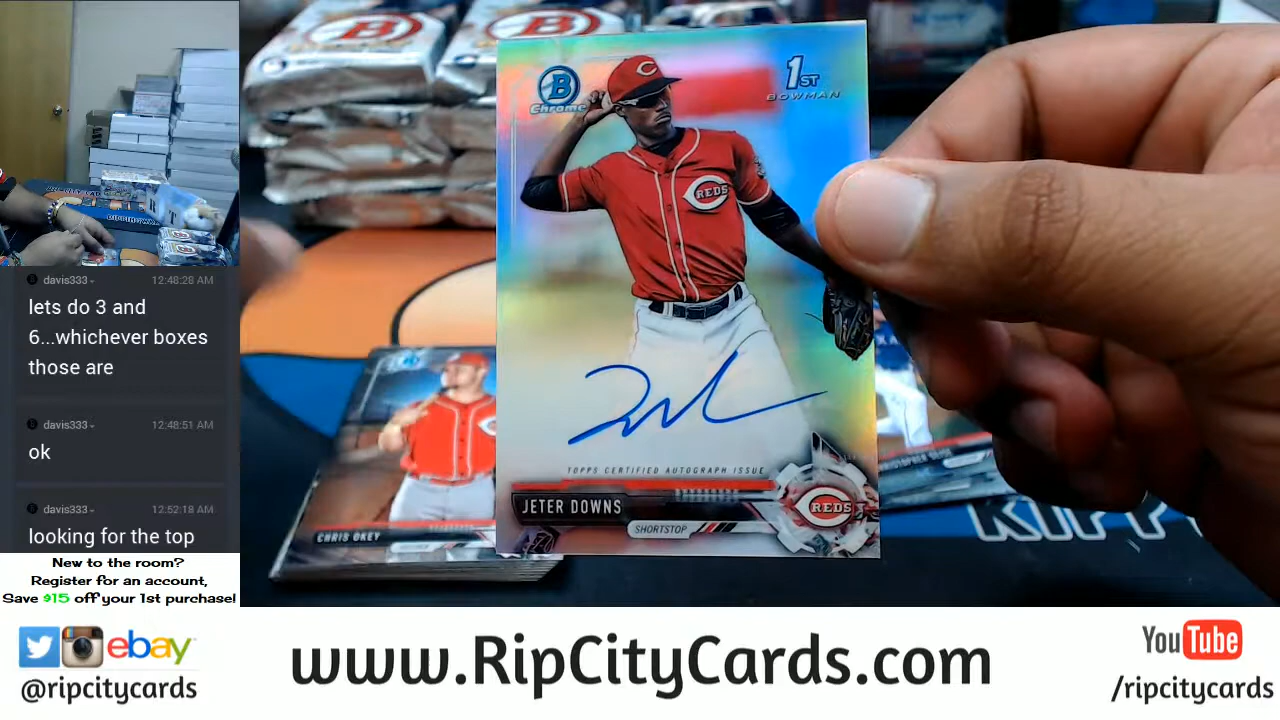 davis333
12:48:28 AM
lets do 3 and
6...whichever boxes
those are
davis333
12:48:51 AM
ok
davis333
12:52:18 AM
looking for the top
New to the room?
Register for an account,
Save $15 off your 1st purchase!
B
Chrome
1ST
BOWMAN
REDS
TOPPS CERTIFIED AUTOGRAPH ISSUE
JETER DOWNS
SHORTSTOP
REDS
CHRIS OKEY
ebay
@ripcitycards
www.RipCityCards.com
YouTube
/ripcitycards